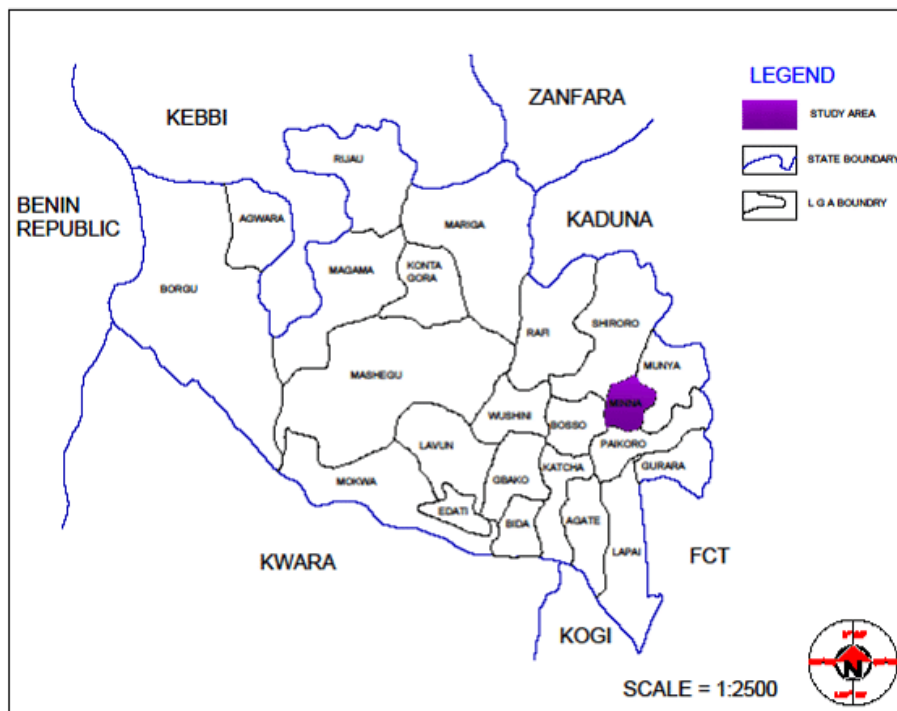 LEGEND
ZANFARA
KEBBI
STUDY AREA
RIJAU
STATE BOUNDARY
BENIN
REPUBLIC
AGWARA
MARIGA
KADUNA
L G A BOUNDRY
MAGAMA
KONTA
GORA
BORGU
RAFI
SHIRORO
MASHEGU
MUNYA
MINNA
WUSHINI
BOSSO
LAVUN
PAIKORO
MOKWA
GBAKO
KATCHA
GURARA
EDATI
BIDA
AGATE
LAPAI
FCT
KWARA
KOGI
N
SCALE = 1:2500